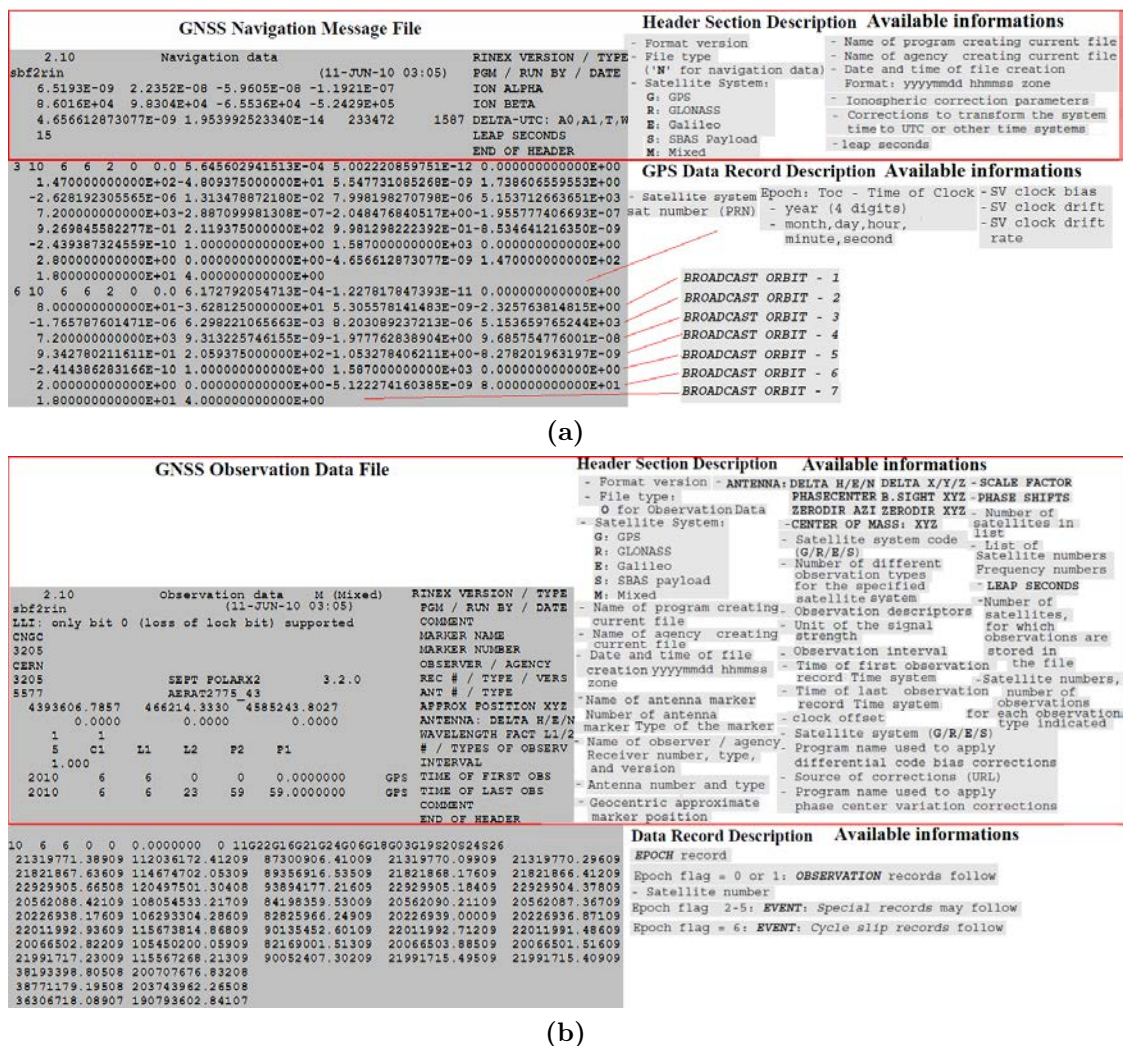 GNSS Navigation Message File
2.10 Navigation data RINEX VERSION / TYPE
sbf2rin (11-JUN-10 03:05) PGM / RUN BY / DATE
6.5193E-09 2.2352E-08 -5.9605E-08 -1.1921E-07 ION ALPHA
8.6016E+04 9.8304E+04 -6.5536E+04 -5.2429E+05 ION BETA
4.656612873077E-09 1.953992523340E-14 233472 1587 DELTA-UTC: A0,A1,T,W
15 LEAP SECONDS
END OF HEADER
Header Section Description Available informations
- Format version
- File type
('N' for navigation data)
- Satellite System:
G: GPS
R: GLONASS
E: Galileo
S: SBAS Payload
M: Mixed
- Name of program creating current file
- Name of agency creating current file
- Date and time of file creation
Format: yyyymmdd hhmmss zone
- Ionospheric correction parameters
- Corrections to transform the system
time to UTC or other time systems
- leap seconds
3 10 6 6 2 0 0.0 5.645602941513E-04 5.002220859751E-12 0.000000000000E+00
1.470000000000E+02-4.809375000000E+01 5.547731085268E-09 1.738606559553E+00
-2.628192305565E-06 1.313478872180E-02 7.998198270798E-06 5.153712663651E+03
7.200000000000E+03-2.887099981308E-07-2.048476840517E+00-1.955777406693E-07
9.269845582277E-01 2.119375000000E+02 9.981298222392E-01-8.534641216350E-09
-2.439387324559E-10 1.000000000000E+00 1.587000000000E+03 0.000000000000E+00
2.800000000000E+00 0.000000000000E+00-4.656612873077E-09 1.470000000000E+02
1.800000000000E+01 4.000000000000E+00
6 10 6 6 2 0 0.0 6.172792054713E-04-1.227817847393E-11 0.000000000000E+00
8.000000000000E+01-3.628125000000E+01 5.305578141483E-09-2.325763814815E+00
-1.765787601471E-06 6.298221065663E-03 8.203089237213E-06 5.153659765244E+03
7.200000000000E+03 9.313225746155E-09-1.977762838904E+00 9.685754776001E-08
9.342780211611E-01 2.059375000000E+02-1.053278406211E+00-8.278201963197E-09
-2.414386283166E-10 1.000000000000E+00 1.587000000000E+03 0.000000000000E+00
2.000000000000E+00 0.000000000000E+00-5.122274160385E-09 8.000000000000E+01
1.800000000000E+01 4.000000000000E+00
GPS Data Record Description Available informations
- Satellite system
sat number (PRN)
Epoch: Toc - Time of Clock
- year (4 digits)
- month,day,hour,
minute,second
- SV clock bias
- SV clock drift
- SV clock drift
rate
BROADCAST ORBIT - 1
BROADCAST ORBIT - 2
BROADCAST ORBIT - 3
BROADCAST ORBIT - 4
BROADCAST ORBIT - 5
BROADCAST ORBIT - 6
BROADCAST ORBIT - 7
(a)
GNSS Observation Data File
2.10 Observation data M (Mixed) RINEX VERSION / TYPE
sbf2rin (11-JUN-10 03:05) PGM / RUN BY / DATE
LLI: only bit 0 (loss of lock bit) supported COMMENT
CNGC MARKER NAME
3205 MARKER NUMBER
CERN OBSERVER / AGENCY
3205 SEPT POLARX2 3.2.0 REC # / TYPE / VERS
5577 AERAT2775_43 ANT # / TYPE
4393606.7857 466214.3330 4585243.8027 APPROX POSITION XYZ
0.0000 0.0000 0.0000 ANTENNA: DELTA H/E/N
1 1 WAVELENGTH FACT L1/2
5 C1 L1 L2 P2 P1 # / TYPES OF OBSERV
1.000 INTERVAL
2010 6 6 0 0 0.0000000 GPS TIME OF FIRST OBS
2010 6 6 23 59 59.0000000 GPS TIME OF LAST OBS
COMMENT
END OF HEADER
Header Section Description Available informations
- Format version
- File type:
O for Observation Data
- Satellite System:
G: GPS
R: GLONASS
E: Galileo
S: SBAS payload
M: Mixed
- Name of program creating
current file
- Name of agency creating
current file
- Date and time of file
creation yyyymmdd hhmmss
zone
- Name of antenna marker
Number of antenna
marker Type of the marker
- Name of observer / agency
Receiver number, type,
and version
- Antenna number and type
- Geocentric approximate
marker position
- ANTENNA: DELTA H/E/N DELTA X/Y/Z
PHASECENTER B.SIGHT XYZ
ZERODIR AZI ZERODIR XYZ
- CENTER OF MASS: XYZ
- Satellite system code
(G/R/E/S)
- Number of different
observation types
for the specified
satellite system
- Observation descriptors
- Unit of the signal
strength
- Observation interval
- Time of first observation
record Time system
- Time of last observation
record Time system
- clock offset
- Satellite system (G/R/E/S)
- Program name used to apply
differential code bias corrections
- Source of corrections (URL)
- Program name used to apply
phase center variation corrections
- SCALE FACTOR
- PHASE SHIFTS
- Number of
satellites in
list
- List of
Satellite numbers
Frequency numbers
- LEAP SECONDS
- Number of
satellites,
for which
observations are
stored in
the file
- Satellite numbers,
number of
observations
for each observation
type indicated
10 6 6 0 0 0.0000000 0 11G22G16G21G24G06G18G03G19S20S24S26
21319771.38909 112036172.41209 87300906.41009 21319770.09909 21319770.29609
21821867.63609 114674702.05309 89356916.53509 21821868.17609 21821866.41209
22929905.66508 120497501.30408 93894177.21609 22929905.18409 22929904.37809
20562088.42109 108054533.21709 84198359.53009 20562090.21109 20562087.36709
20226938.17609 106293304.28609 82825966.24909 20226939.00009 20226936.87109
22011992.93609 115673814.86809 90135452.60109 22011992.71209 22011991.48609
20066502.82209 105450200.05909 82169001.51309 20066503.88509 20066501.51609
21991717.23009 115567268.21309 90052407.30209 21991715.49509 21991715.40909
38193398.80508 200707676.83208
38771179.19508 203743962.26508
36306718.08907 190793602.84107
Data Record Description Available informations
EPOCH record
Epoch flag = 0 or 1: OBSERVATION records follow
- Satellite number
Epoch flag 2-5: EVENT: Special records may follow
Epoch flag = 6: EVENT: Cycle slip records follow
(b)